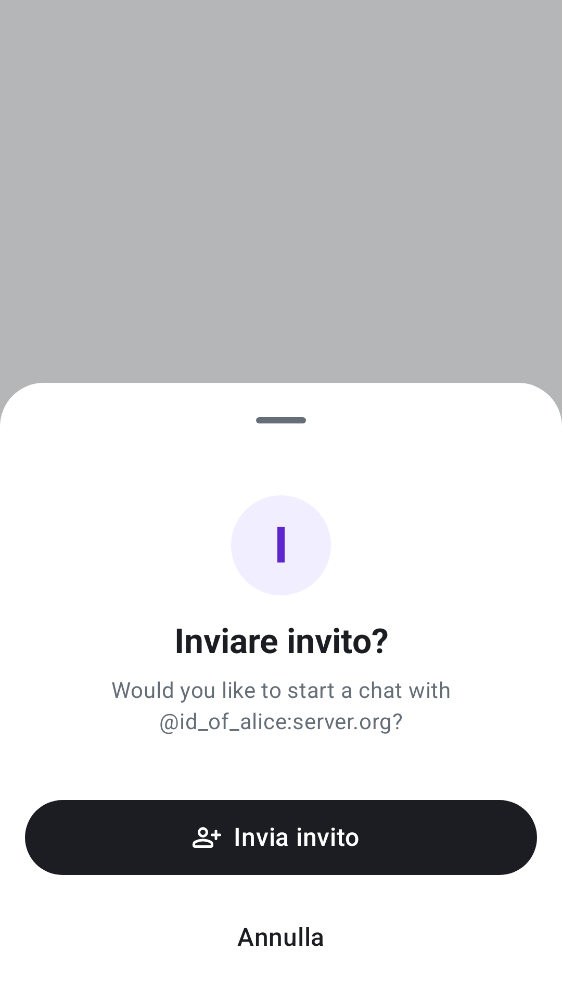 I
Inviare invito?
Would you like to start a chat with
@id_of_alice:server.org?
Invia invito
Annulla